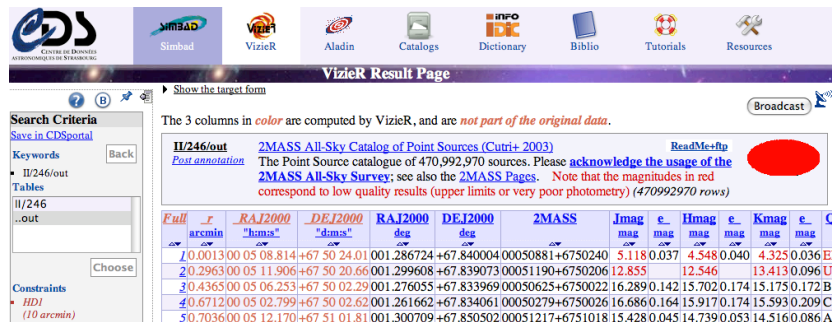 CDS
CENTRE DE DONNÉES
ASTRONOMIQUES DE STRASBOURG
SIMBAD
Simbad
VizieR
VizieR
Aladin
Catalogs
INFO
DIC
Dictionary
Biblio
Tutorials
Resources
VizieR Result Page
Show the target form
Broadcast
B
Search Criteria
Save in CDSportal
Keywords
Back
II/246/out
Tables
II/246
..out
Choose
Constraints
HDI
(10 arcmin)
The 3 columns in color are computed by VizieR, and are not part of the original data.
II/246/out 2MASS All-Sky Catalog of Point Sources (Cutri+ 2003) ReadMe+ftp
Post annotation The Point Source catalogue of 470,992,970 sources. Please acknowledge the usage of the
2MASS All-Sky Survey; see also the 2MASS Pages. Note that the magnitudes in red
correspond to low quality results (upper limits or very poor photometry) (470992970 rows)
Full _r _RAJ2000 _DEJ2000 RAJ2000 DEJ2000 2MASS Jmag e_ Hmag e_ Kmag e_ Q
arcmin "h:m:s" "d:m:s" deg deg mag mag mag mag mag mag
1 0.0013 00 05 08.814 +67 50 24.01 001.286724 +67.840004 00050881+6750240 5.118 0.037 4.548 0.040 4.325 0.036 E
2 0.2963 00 05 11.906 +67 50 20.66 001.299608 +67.839073 00051190+6750206 12.855 12.546 13.413 0.096 U
3 0.4365 00 05 06.253 +67 50 02.29 001.276055 +67.833969 00050625+6750022 16.289 0.142 15.702 0.174 15.175 0.172 B
4 0.6712 00 05 02.799 +67 50 02.62 001.261662 +67.834061 00050279+6750026 16.686 0.164 15.917 0.174 15.593 0.209 C
5 0.7036 00 05 12.170 +67 51 01.81 001.300709 +67.850502 00051217+6751018 15.428 0.045 14.739 0.053 14.516 0.086 A